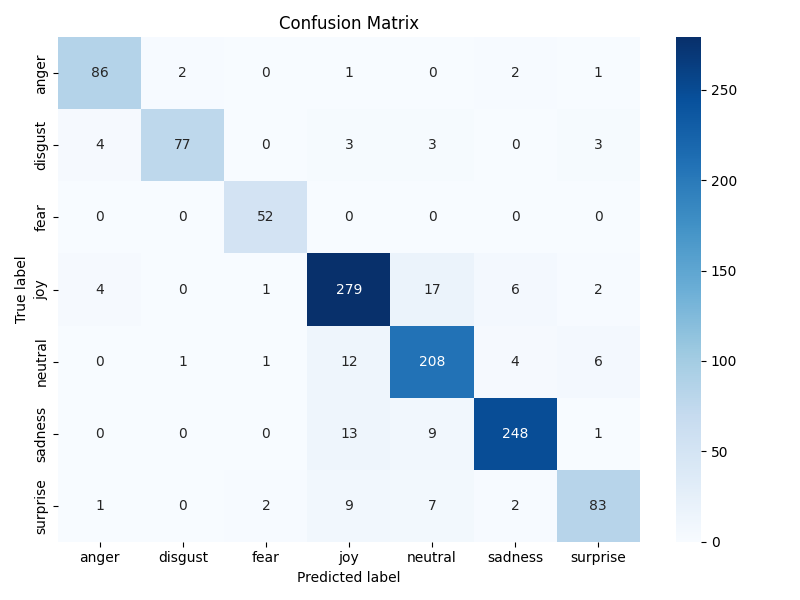 Confusion Matrix
anger 86 2 0 1 0 2 1
disgust 4 77 0 3 3 0 3
fear 0 0 52 0 0 0 0
joy 4 0 1 279 17 6 2
neutral 0 1 1 12 208 4 6
sadness 0 0 0 13 9 248 1
surprise 1 0 2 9 7 2 83
anger disgust fear joy neutral sadness surprise
Predicted label
True label
250
200
150
100
50
0